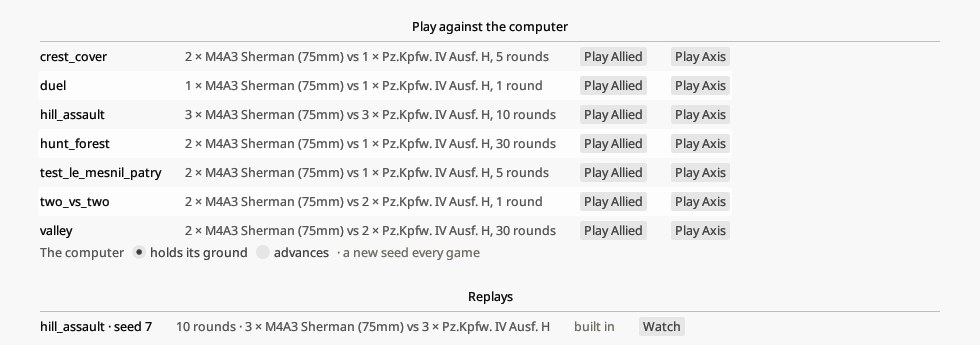 Play against the computer
crest_cover 2 × M4A3 Sherman (75mm) vs 1 × Pz.Kpfw. IV Ausf. H, 5 rounds Play Allied Play Axis
duel 1 × M4A3 Sherman (75mm) vs 1 × Pz.Kpfw. IV Ausf. H, 1 round Play Allied Play Axis
hill_assault 3 × M4A3 Sherman (75mm) vs 3 × Pz.Kpfw. IV Ausf. H, 10 rounds Play Allied Play Axis
hunt_forest 2 × M4A3 Sherman (75mm) vs 1 × Pz.Kpfw. IV Ausf. H, 30 rounds Play Allied Play Axis
test_le_mesnil_patry 2 × M4A3 Sherman (75mm) vs 1 × Pz.Kpfw. IV Ausf. H, 5 rounds Play Allied Play Axis
two_vs_two 2 × M4A3 Sherman (75mm) vs 2 × Pz.Kpfw. IV Ausf. H, 1 round Play Allied Play Axis
valley 2 × M4A3 Sherman (75mm) vs 2 × Pz.Kpfw. IV Ausf. H, 30 rounds Play Allied Play Axis
The computer holds its ground advances · a new seed every game
Replays
hill_assault · seed 7 10 rounds · 3 × M4A3 Sherman (75mm) vs 3 × Pz.Kpfw. IV Ausf. H built in Watch